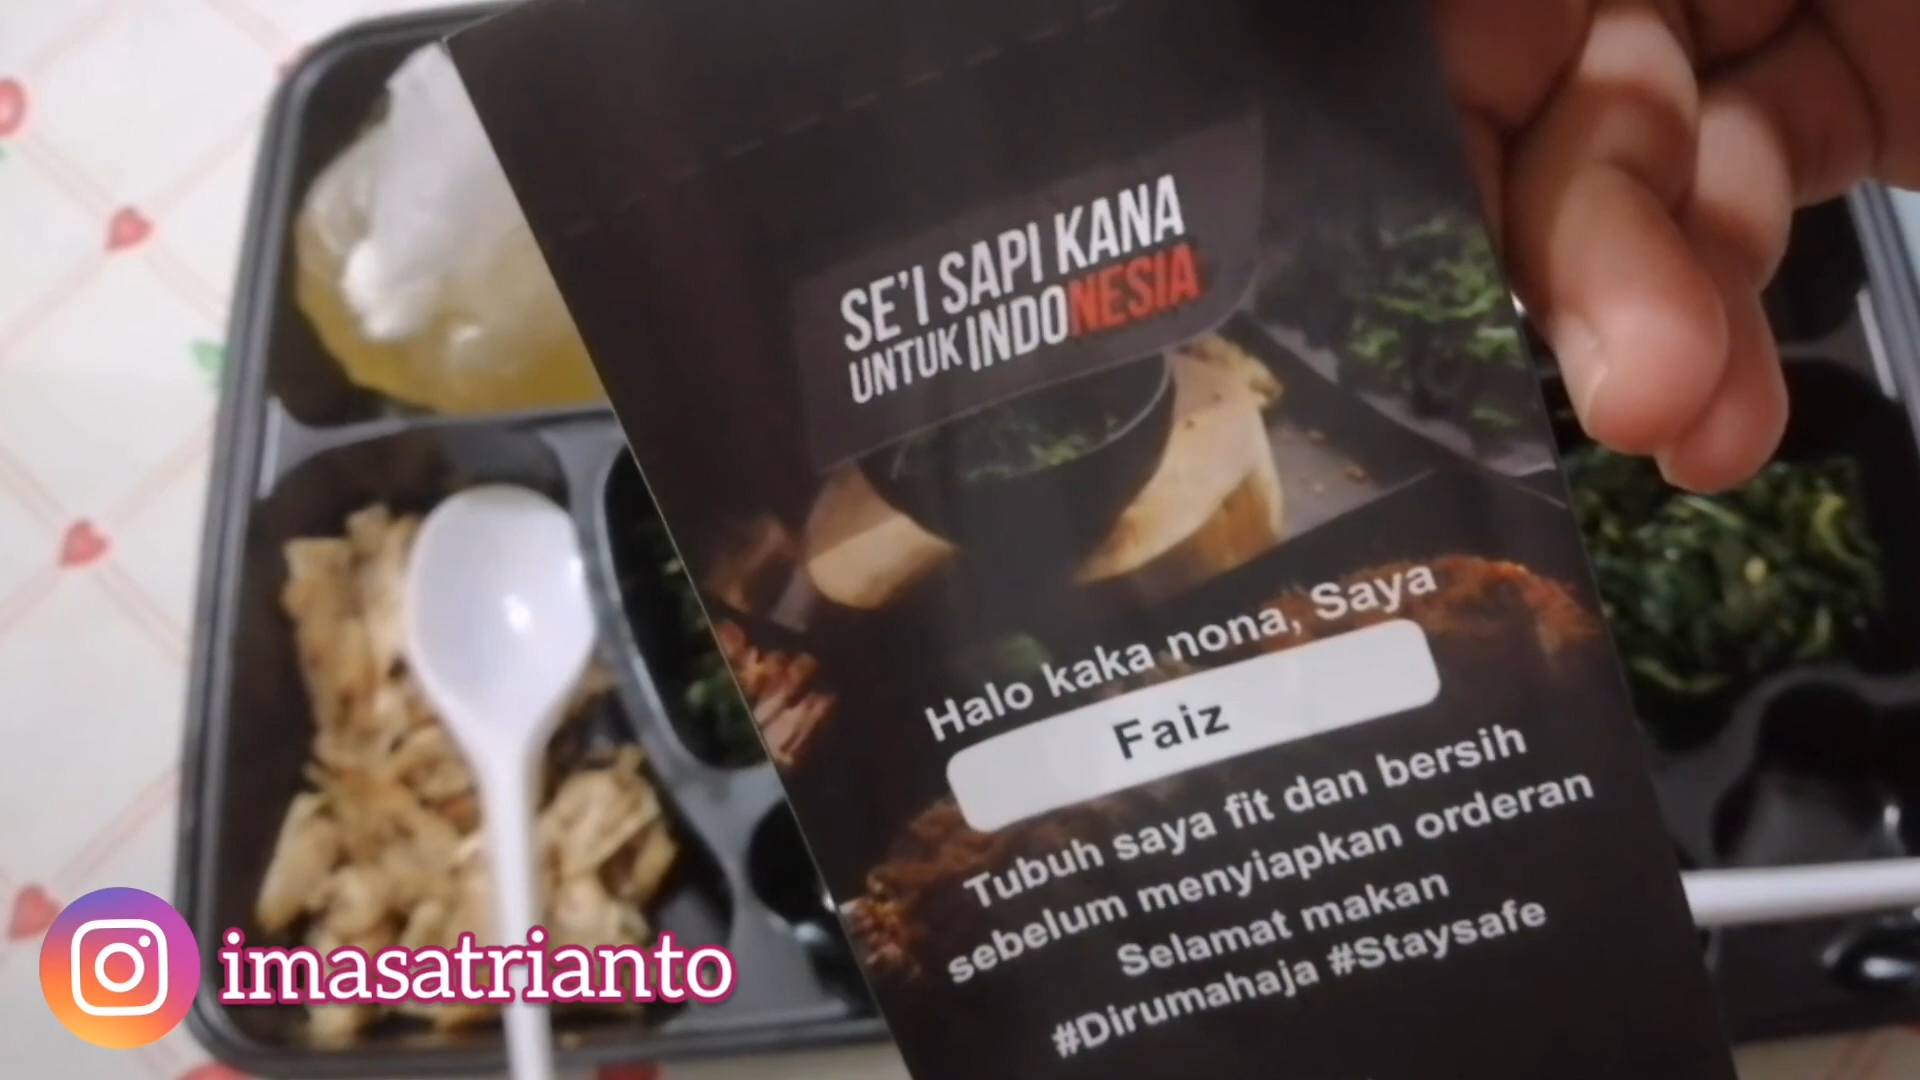 SE'I SAPI KANA
UNTUK INDONESIA
Halo kaka nona, Saya
Faiz
Tubuh saya fit dan bersih
sebelum menyiapkan orderan
Selamat makan
#Dirumahaja #Staysafe
imasatrianto